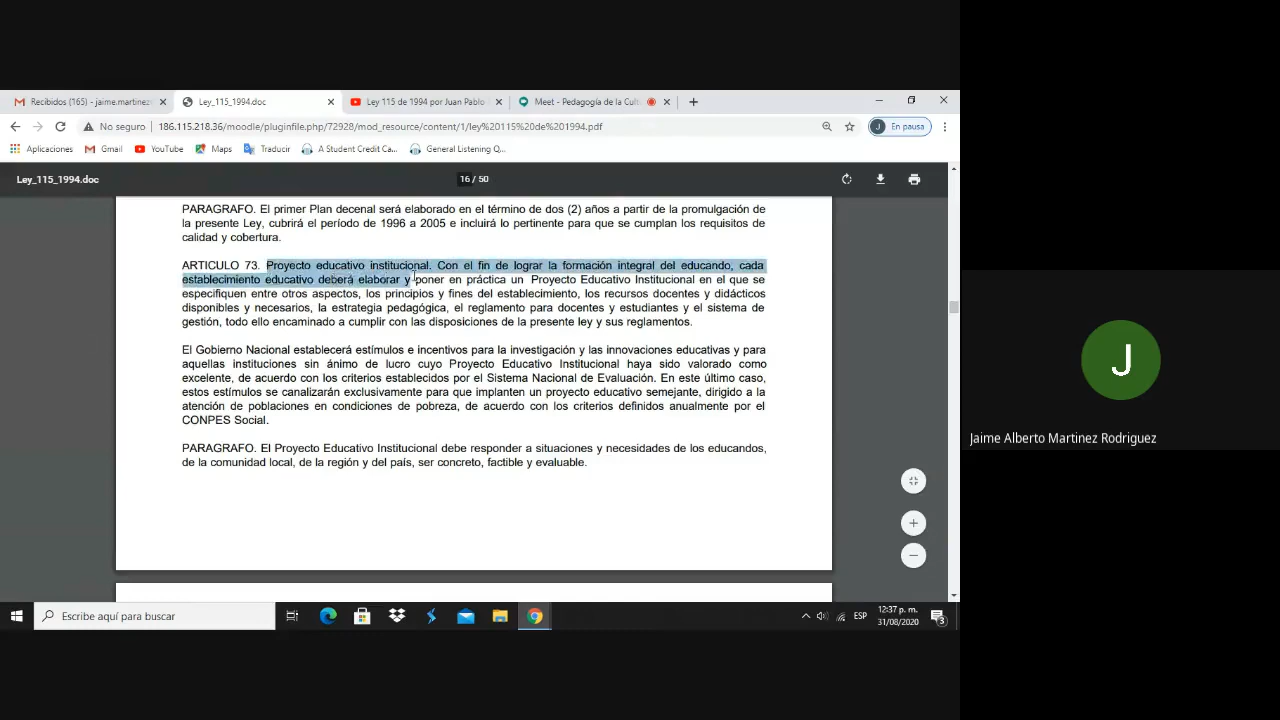 Recibidos (165) - jaime.martinez
Ley_115_1994.doc
Ley 115 de 1994 por Juan Pablo
Meet - Pedagogía de la Cultu
No seguro
186.115.218.36/moodle/pluginfile.php/72928/mod_resource/content/1/ley%20115%20de%201994.pdf
J
En pausa
Aplicaciones
Gmail
YouTube
Maps
Traducir
A Student Credit Ca...
General Listening Q...
Ley_115_1994.doc
16 / 50
PARAGRAFO. El primer Plan decenal será elaborado en el término de dos (2) años a partir de la promulgación de
la presente Ley, cubrirá el período de 1996 a 2005 e incluirá lo pertinente para que se cumplan los requisitos de
calidad y cobertura.
ARTICULO 73. Proyecto educativo institucional. Con el fin de lograr la formación integral del educando, cada
establecimiento educativo deberá elaborar y poner en práctica un Proyecto Educativo Institucional en el que se
especifiquen entre otros aspectos, los principios y fines del establecimiento, los recursos docentes y didácticos
disponibles y necesarios, la estrategia pedagógica, el reglamento para docentes y estudiantes y el sistema de
gestión, todo ello encaminado a cumplir con las disposiciones de la presente ley y sus reglamentos.
El Gobierno Nacional establecerá estímulos e incentivos para la investigación y las innovaciones educativas y para
aquellas instituciones sin ánimo de lucro cuyo Proyecto Educativo Institucional haya sido valorado como
excelente, de acuerdo con los criterios establecidos por el Sistema Nacional de Evaluación. En este último caso,
estos estímulos se canalizarán exclusivamente para que implanten un proyecto educativo semejante, dirigido a la
atención de poblaciones en condiciones de pobreza, de acuerdo con los criterios definidos anualmente por el
CONPES Social.
PARAGRAFO. El Proyecto Educativo Institucional debe responder a situaciones y necesidades de los educandos,
de la comunidad local, de la región y del país, ser concreto, factible y evaluable.
J
Jaime Alberto Martinez Rodriguez
Escribe aquí para buscar
ESP
12:37 p. m.
31/08/2020
3